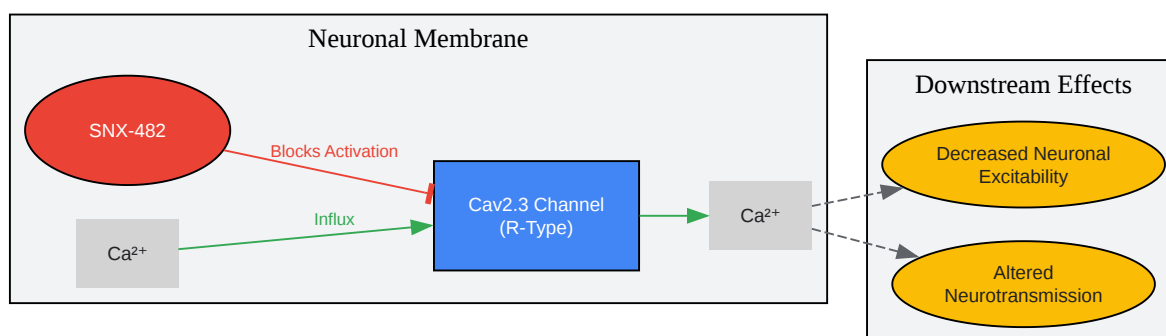 Neuronal Membrane
SNX-482
Blocks Activation
Influx
Ca²⁺
Cav2.3 Channel
(R-Type)
Ca²⁺
Downstream Effects
Decreased Neuronal
Excitability
Altered
Neurotransmission